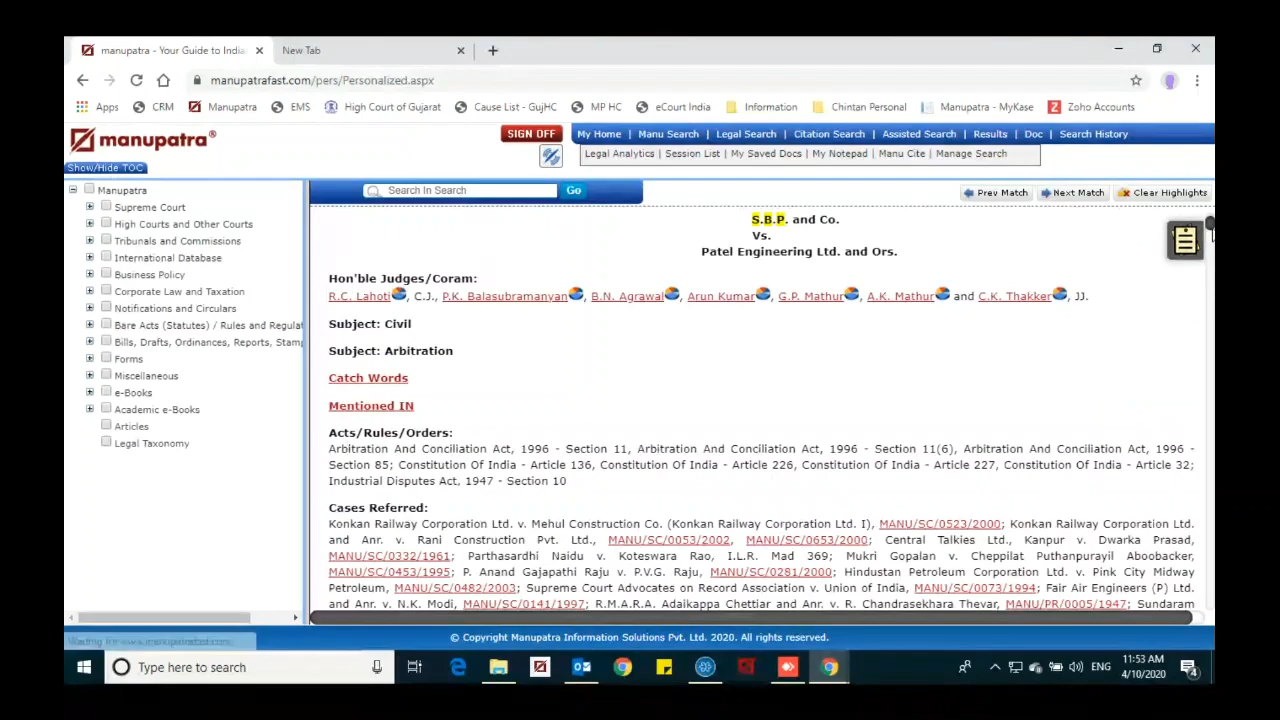 manupatra - Your Guide to India
New Tab
manupatrafast.com/pers/Personalized.aspx
Apps CRM Manupatra EMS High Court of Gujarat Cause List - GujHC MP HC eCourt India Information Chintan Personal Manupatra - MyKase Zoho Accounts
manupatra®
SIGN OFF
My Home | Manu Search | Legal Search | Citation Search | Assisted Search | Results | Doc | Search History
Legal Analytics | Session List | My Saved Docs | My Notepad | Manu Cite | Manage Search
Show/Hide TOC
Manupatra
Supreme Court
High Courts and Other Courts
Tribunals and Commissions
International Database
Business Policy
Corporate Law and Taxation
Notifications and Circulars
Bare Acts (Statutes) / Rules and Regulat
Bills, Drafts, Ordinances, Reports, Stam
Forms
Miscellaneous
e-Books
Academic e-Books
Articles
Legal Taxonomy
Search In Search Go
Prev Match Next Match Clear Highlights
S.B.P. and Co.
Vs.
Patel Engineering Ltd. and Ors.
Hon'ble Judges/Coram:
R.C. Lahoti, C.J., P.K. Balasubramanyan, B.N. Agrawal, Arun Kumar, G.P. Mathur, A.K. Mathur and C.K. Thakker, JJ.
Subject: Civil
Subject: Arbitration
Catch Words
Mentioned IN
Acts/Rules/Orders:
Arbitration And Conciliation Act, 1996 - Section 11, Arbitration And Conciliation Act, 1996 - Section 11(6), Arbitration And Conciliation Act, 1996 -
Section 85; Constitution Of India - Article 136, Constitution Of India - Article 226, Constitution Of India - Article 227, Constitution Of India - Article 32;
Industrial Disputes Act, 1947 - Section 10
Cases Referred:
Konkan Railway Corporation Ltd. v. Mehul Construction Co. (Konkan Railway Corporation Ltd. I), MANU/SC/0523/2000; Konkan Railway Corporation Ltd.
and Anr. v. Rani Construction Pvt. Ltd., MANU/SC/0053/2002, MANU/SC/0653/2000; Central Talkies Ltd., Kanpur v. Dwarka Prasad,
MANU/SC/0332/1961; Parthasardhi Naidu v. Koteswara Rao, I.L.R. Mad 369; Mukri Gopalan v. Cheppilat Puthanpurayil Aboobacker,
MANU/SC/0453/1995; P. Anand Gajapathi Raju v. P.V.G. Raju, MANU/SC/0281/2000; Hindustan Petroleum Corporation Ltd. v. Pink City Midway
Petroleum, MANU/SC/0482/2003; Supreme Court Advocates on Record Association v. Union of India, MANU/SC/0073/1994; Fair Air Engineers (P) Ltd.
and Anr. v. N.K. Modi, MANU/SC/0141/1997; R.M.A.R.A. Adaikappa Chettiar and Anr. v. R. Chandrasekhara Thevar, MANU/PR/0005/1947; Sundaram
Waiting for www.manupatrafast.com...
© Copyright Manupatra Information Solutions Pvt. Ltd. 2020. All rights reserved.
Type here to search
ENG
11:53 AM
4/10/2020
4